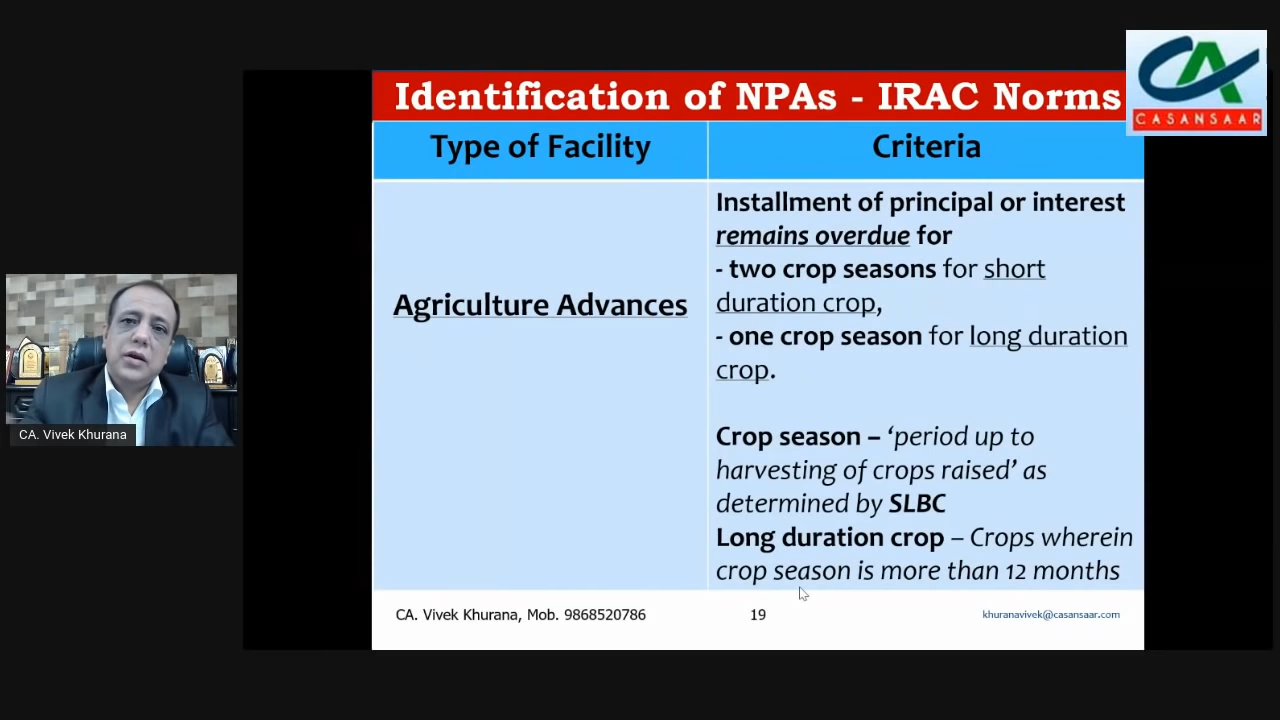 Identification of NPAs - IRAC Norms
CASANSAAR
Type of Facility
Criteria
Agriculture Advances
Installment of principal or interest
remains overdue for
- two crop seasons for short
duration crop,
- one crop season for long duration
crop.
Crop season – ‘period up to
harvesting of crops raised’ as
determined by SLBC
Long duration crop – Crops wherein
crop season is more than 12 months
CA. Vivek Khurana
CA. Vivek Khurana, Mob. 9868520786
19
khuranavivek@casansaar.com